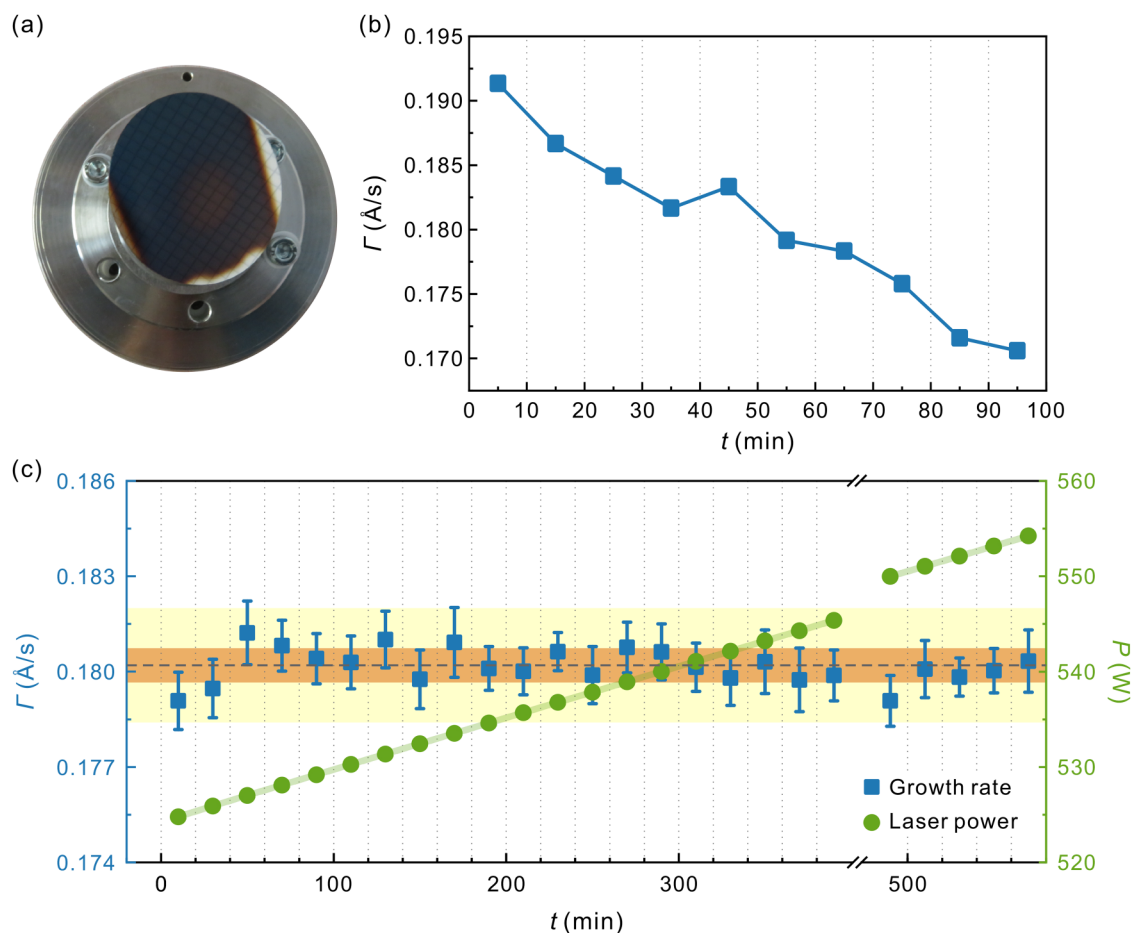 (a)
(b)
0.195
0.190
0.185
0.180
0.175
0.170
Γ (Å/s)
0 10 20 30 40 50 60 70 80 90 100
t (min)
(c)
0.186
0.183
0.180
0.177
0.174
Γ (Å/s)
560
550
540
530
520
P (W)
Growth rate
Laser power
0 100 200 300 500
t (min)